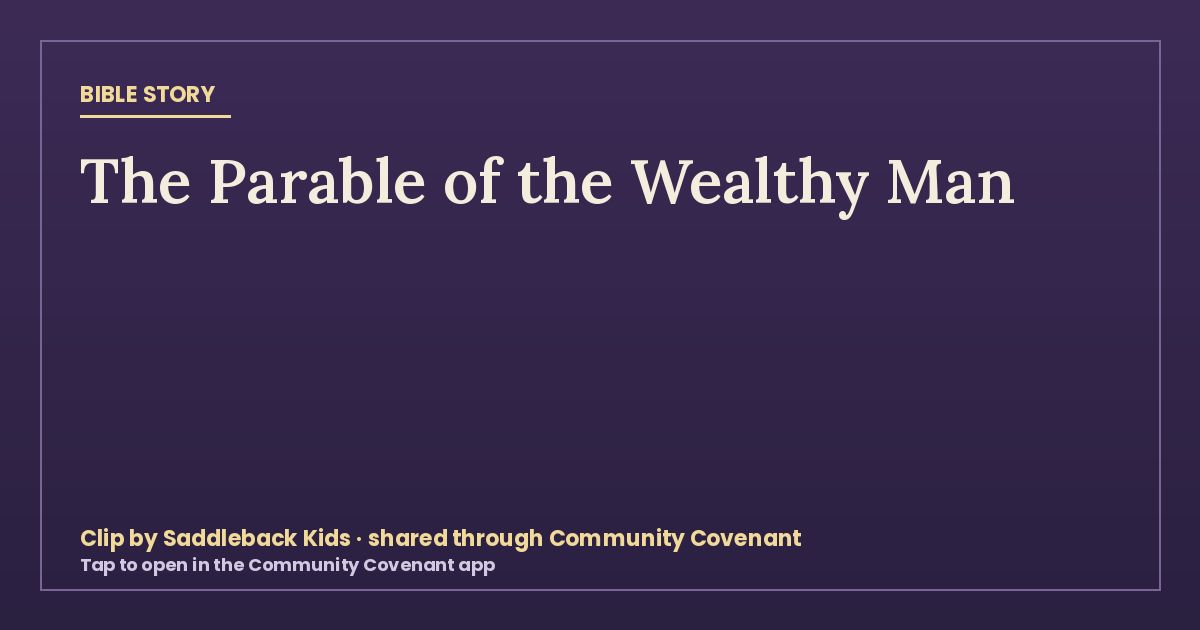 BIBLE STORY
The Parable of the Wealthy Man
Clip by Saddleback Kids · shared through Community Covenant
Tap to open in the Community Covenant app